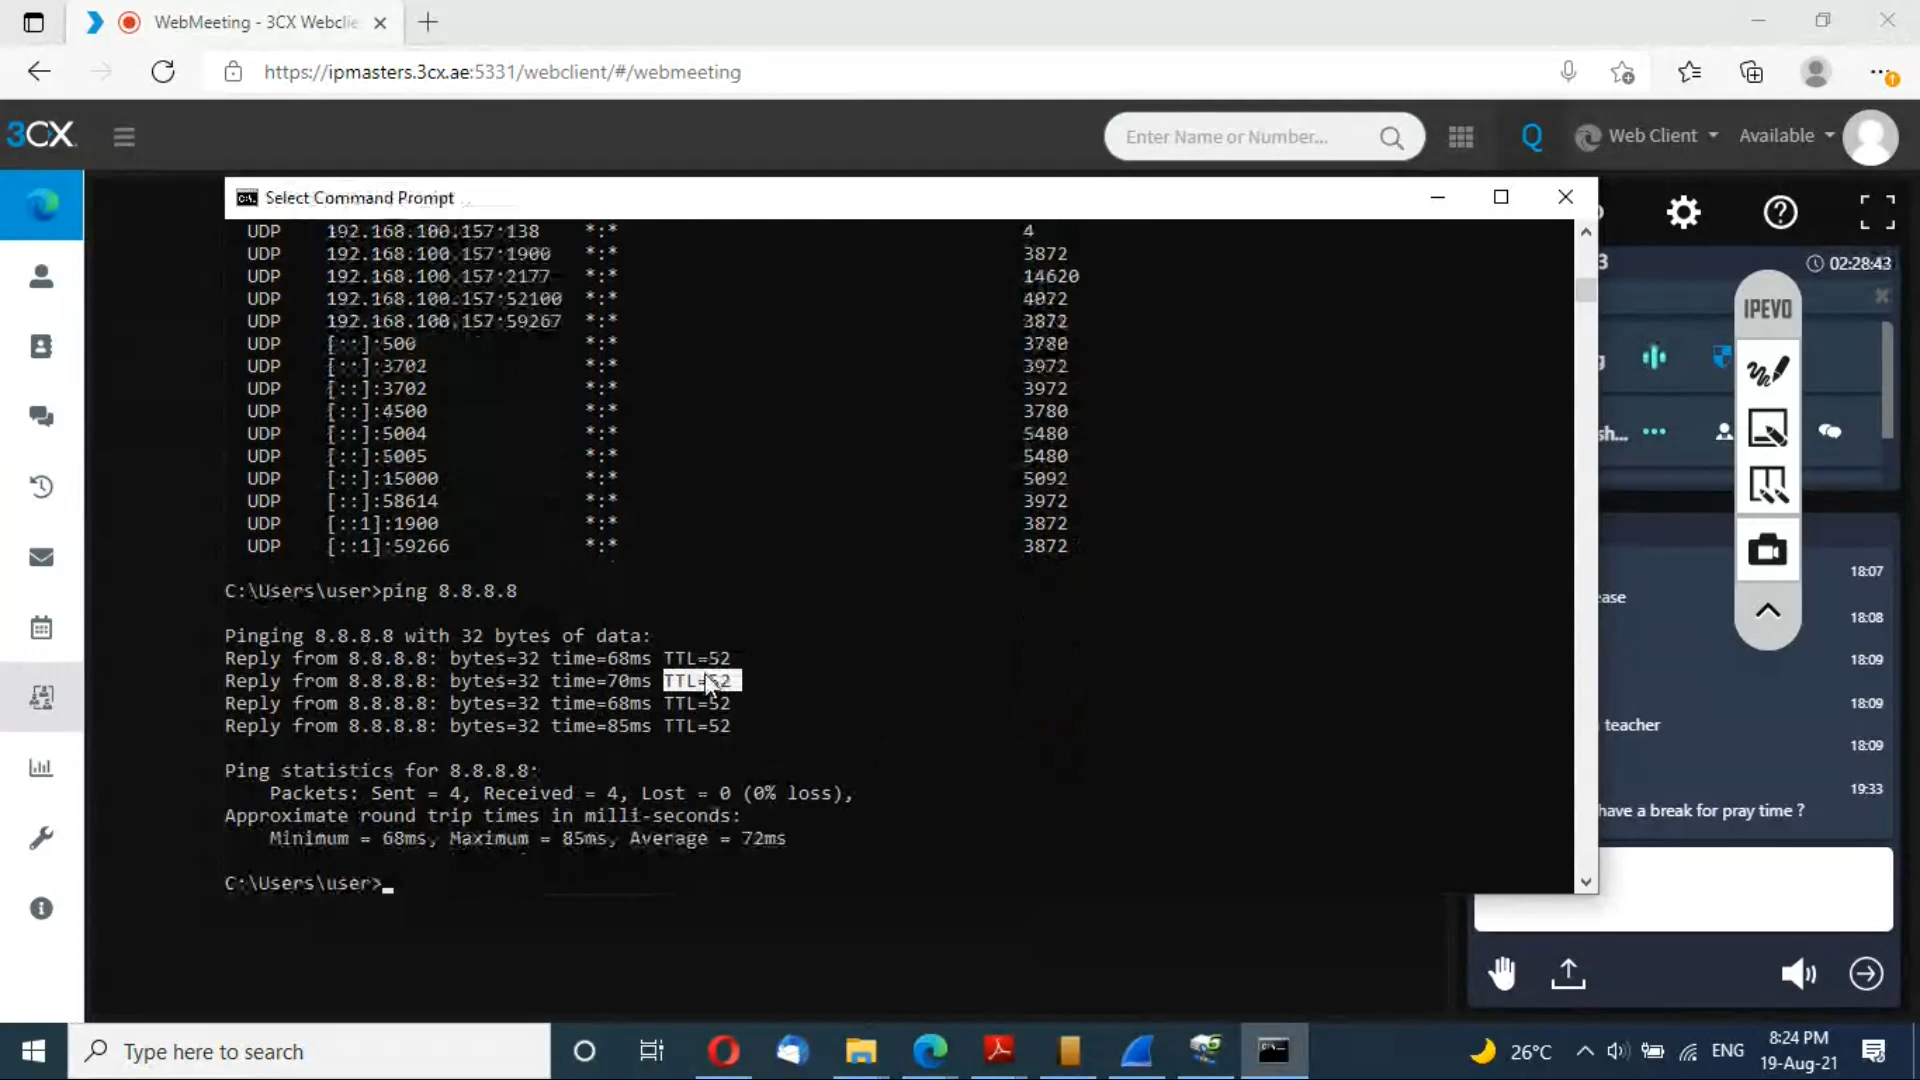 WebMeeting - 3CX Webclie
https://ipmasters.3cx.ae:5331/webclient/#/webmeeting
3CX
Enter Name or Number...
Q
Web Client
Available
Select Command Prompt
UDP 192.168.100.157:138 *:* 4
UDP 192.168.100.157:1900 *:* 3872
UDP 192.168.100.157:2177 *:* 14620
UDP 192.168.100.157:52100 *:* 4072
UDP 192.168.100.157:59267 *:* 3872
UDP [::]:500 *:* 3780
UDP [::]:3702 *:* 3972
UDP [::]:3702 *:* 3972
UDP [::]:4500 *:* 3780
UDP [::]:5004 *:* 5480
UDP [::]:5005 *:* 5480
UDP [::]:15000 *:* 5092
UDP [::]:58614 *:* 3972
UDP [::1]:1900 *:* 3872
UDP [::1]:59266 *:* 3872
C:\Users\user>ping 8.8.8.8
Pinging 8.8.8.8 with 32 bytes of data:
Reply from 8.8.8.8: bytes=32 time=68ms TTL=52
Reply from 8.8.8.8: bytes=32 time=70ms TTL=52
Reply from 8.8.8.8: bytes=32 time=68ms TTL=52
Reply from 8.8.8.8: bytes=32 time=85ms TTL=52
Ping statistics for 8.8.8.8:
Packets: Sent = 4, Received = 4, Lost = 0 (0% loss),
Approximate round trip times in milli-seconds:
Minimum = 68ms, Maximum = 85ms, Average = 72ms
C:\Users\user>_
3
02:28:43
IPEVO
sh...
18:07
ease
18:08
18:09
teacher
18:09
18:09
19:33
have a break for pray time ?
Type here to search
26°C
ENG
8:24 PM
19-Aug-21